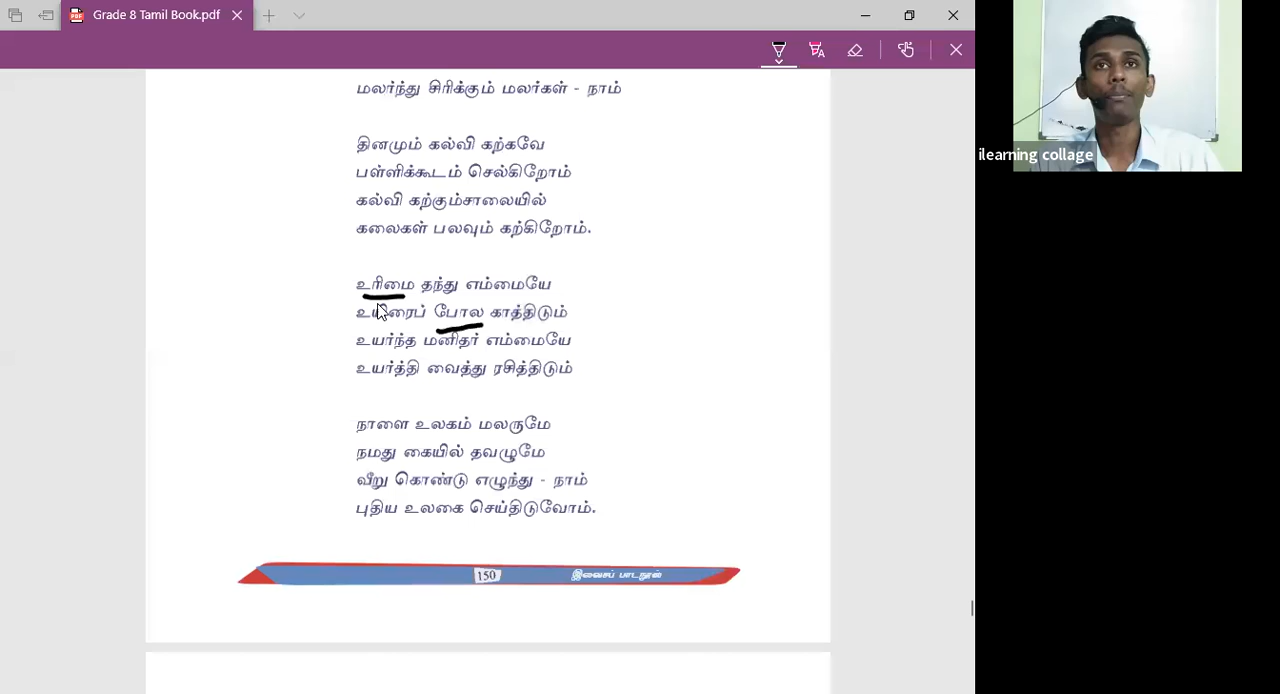 Grade 8 Tamil Book.pdf
மலர்ந்து சிரிக்கும் மலர்கள் - நாம்
தினமும் கல்வி கற்கவே
பள்ளிக்கூடம் செல்கிறோம்
கல்வி கற்கும்சாலையில்
கலைகள் பலவும் கற்கிறோம்.
உரிமை தந்து எம்மையே
உயிரைப் போல காத்திடும்
உயர்ந்த மனிதர் எம்மையே
உயர்த்தி வைத்து ரசித்திடும்
நாளை உலகம் மலருமே
நமது கையில் தவழுமே
வீறு கொண்டு எழுந்து - நாம்
புதிய உலகை செய்திடுவோம்.
150 இலவசப் பாடநூல்
ilearning collage